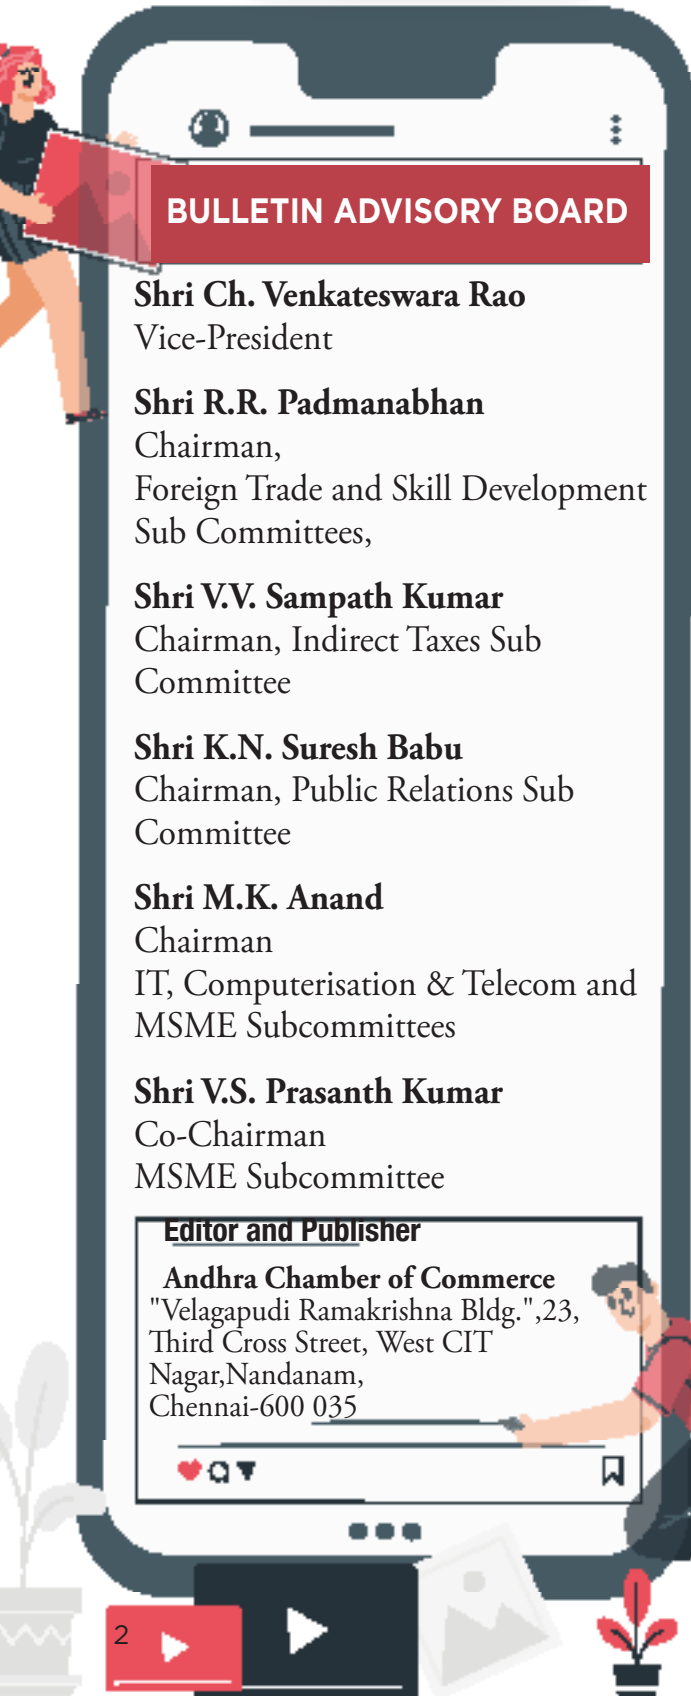 BULLETIN ADVISORY BOARD
Shri Ch. Venkateswara Rao
Vice-President
Shri R.R. Padmanabhan
Chairman,
Foreign Trade and Skill Development
Sub Committees,
Shri V.V. Sampath Kumar
Chairman, Indirect Taxes Sub
Committee
Shri K.N. Suresh Babu
Chairman, Public Relations Sub
Committee
Shri M.K. Anand
Chairman
IT, Computerisation & Telecom and
MSME Subcommittees
Shri V.S. Prasanth Kumar
Co-Chairman
MSME Subcommittee
Editor and Publisher
Andhra Chamber of Commerce
"Velagapudi Ramakrishna Bldg.",23,
Third Cross Street, West CIT
Nagar,Nandanam,
Chennai-600 035
2